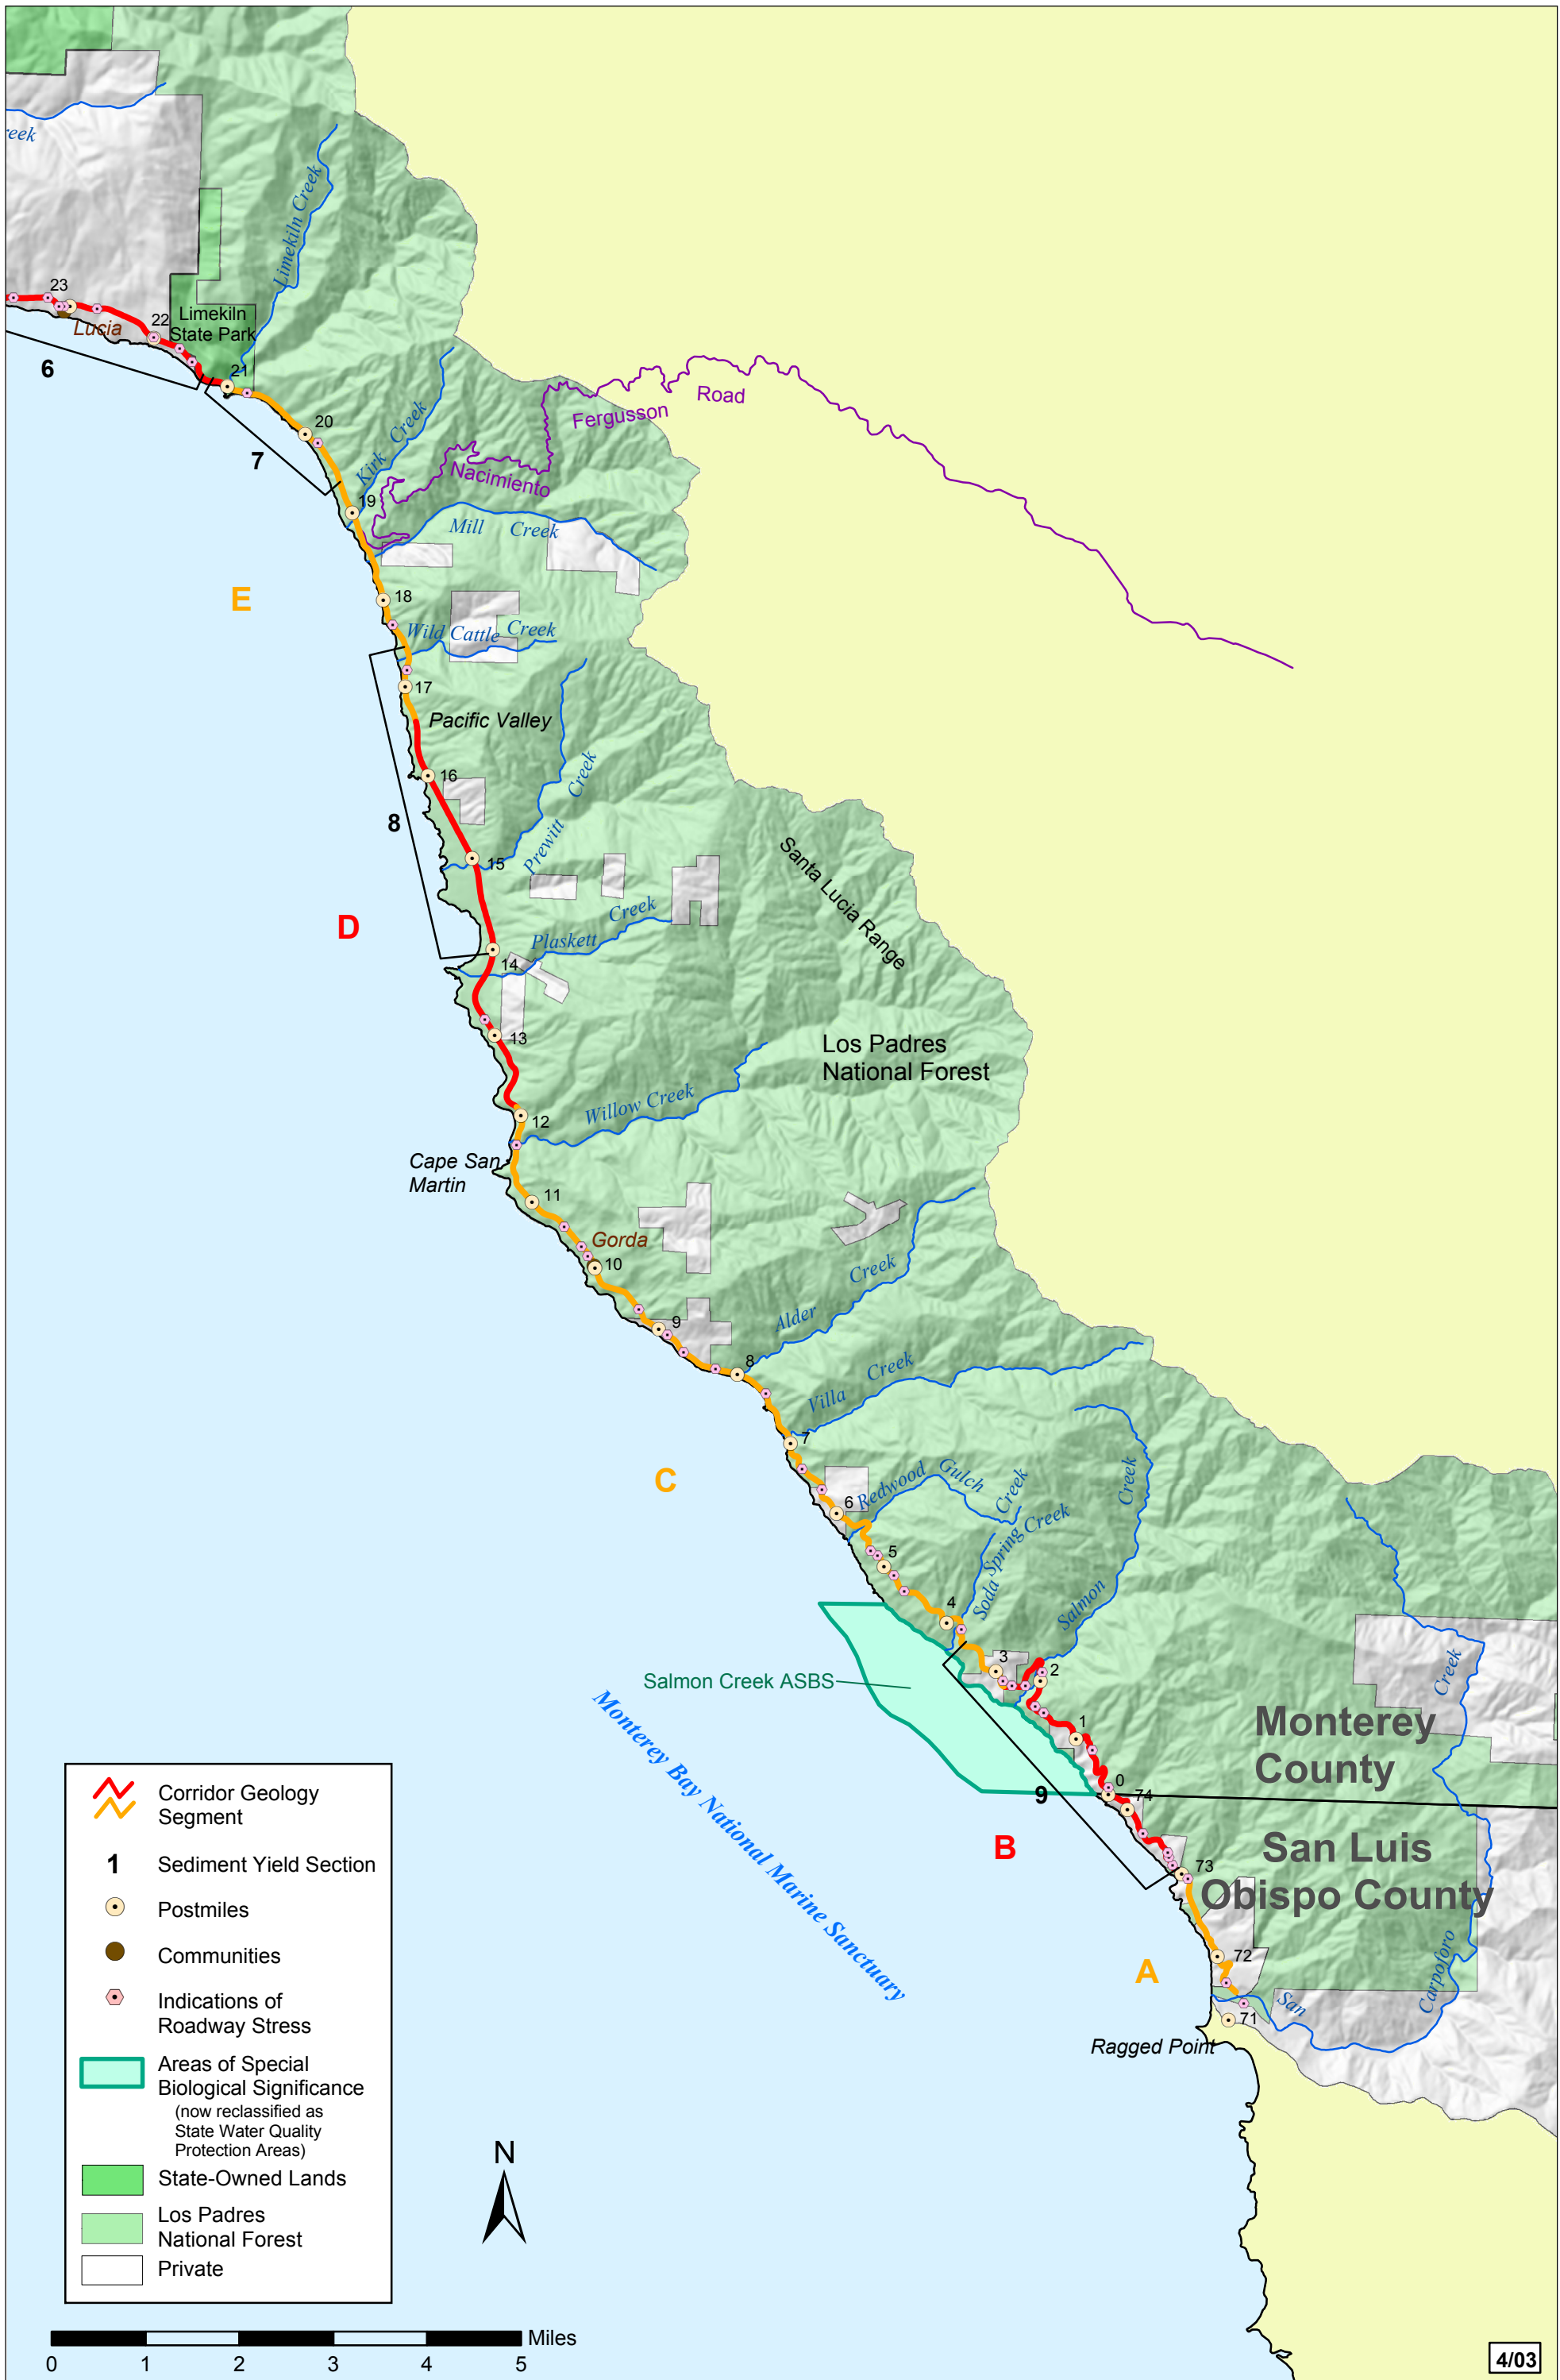 reek
Limekiln Creek
23
Lucia
22
Limekiln
State Park
6
21
20
7
Kirk Creek
Fergusson
Road
Nacimiento
19
Mill Creek
E
18
Wild Cattle Creek
17
Pacific Valley
16
8
Prewitt Creek
15
Santa Lucia Range
D
Plaskett Creek
14
13
Los Padres
National Forest
12
Willow Creek
Cape San
Martin
11
Gorda
10
Alder Creek
9
8
Villa Creek
7
C
Redwood Gulch
Creek
6
Soda Spring Creek
5
Salmon Creek
4
3
2
Salmon Creek ASBS
Creek
Monterey Bay National Marine Sanctuary
1
Monterey
County
0
9
74
B
San Luis
Obispo County
73
72
A
San
Carpoforo
71
Ragged Point
Corridor Geology
Segment
1
Sediment Yield Section
Postmiles
Communities
Indications of
Roadway Stress
Areas of Special
Biological Significance
(now reclassified as
State Water Quality
Protection Areas)
State-Owned Lands
Los Padres
National Forest
Private
N
Miles
0 1 2 3 4 5
4/03